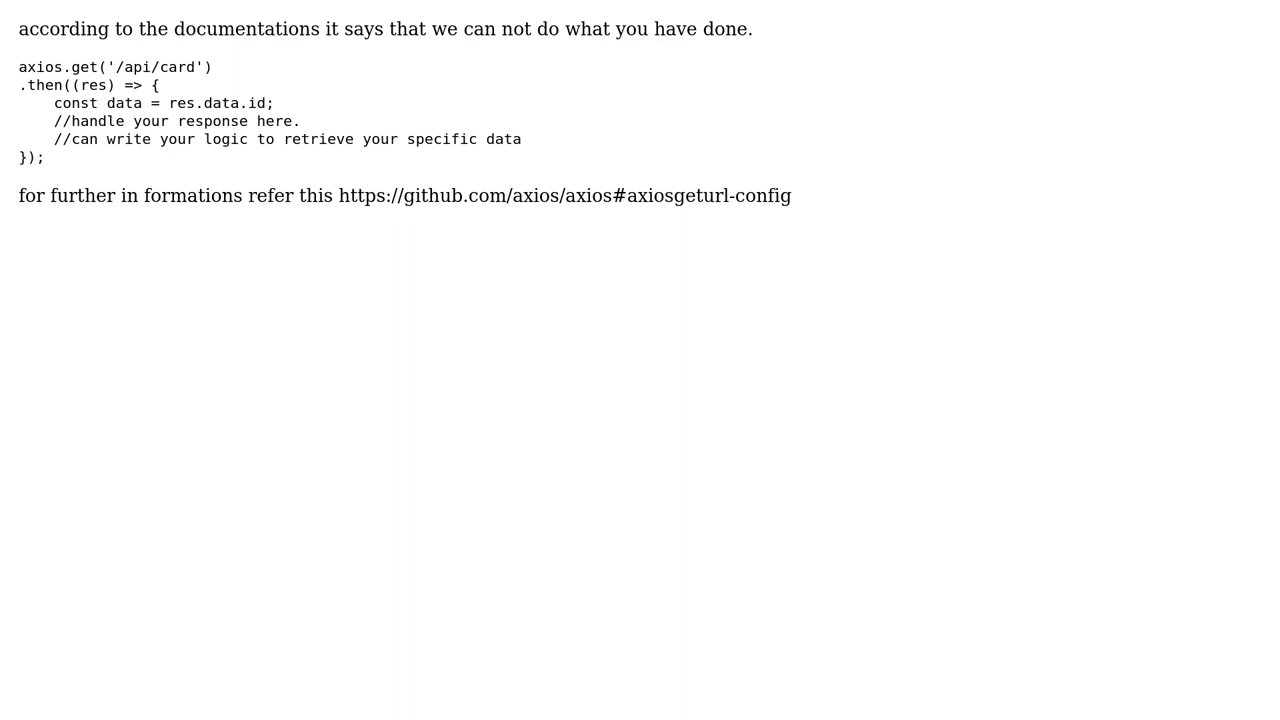 according to the documentations it says that we can not do what you have done.
axios.get('/api/card')
.then((res) => {
    const data = res.data.id;
    //handle your response here.
    //can write your logic to retrieve your specific data
});
for further in formations refer this https://github.com/axios/axios#axiosgeturl-config